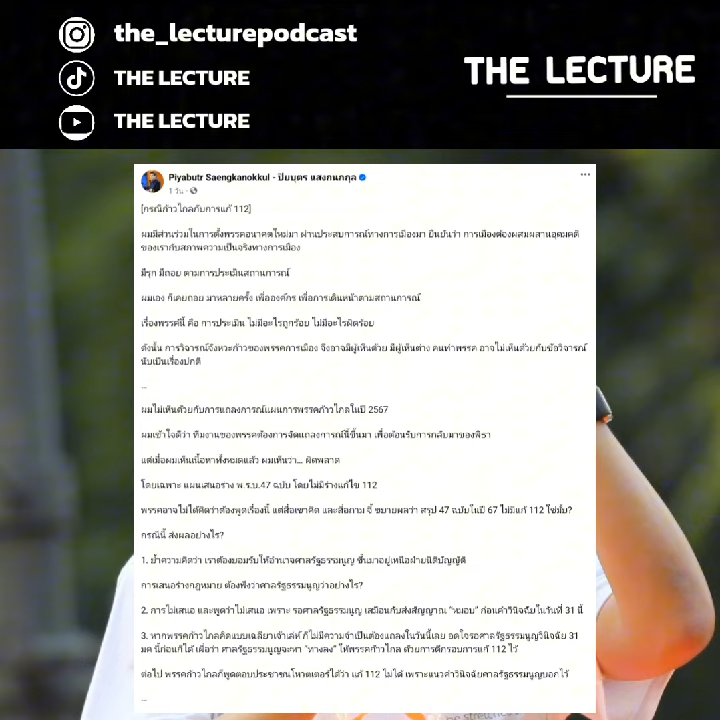 the_lecturepodcast
THE LECTURE
THE LECTURE
THE LECTURE
Piyabutr Saengkanokkul - ปิยบุตร แสงกนกกุล
1 วัน
[กรณีก้าวไกลกับการแก้ 112]
ผมมีส่วนร่วมในการตั้งพรรคอนาคตใหม่มา ผ่านประสบการณ์ทางการเมืองมา ยืนยันว่า การเมืองต้องผสมผสานอุดมคติ
ของเรากับสภาพความเป็นจริงทางการเมือง
มีรุก มีถอย ตามการประเมินสถานการณ์
ผมเอง ก็เคยถอย มาหลายครั้ง เพื่อองค์กร เพื่อการเดินหน้าตามสถานการณ์
เรื่องพรรค์นี้ คือ การประเมิน ไม่มีอะไรถูกร้อย ไม่มีอะไรผิดร้อย
ดังนั้น การวิจารณ์จังหวะก้าวของพรรคการเมือง จึงอาจมีผู้เห็นด้วย มีผู้เห็นต่าง คนทำพรรค อาจไม่เห็นด้วยกับข้อวิจารณ์
นับเป็นเรื่องปกติ
...
ผมไม่เห็นด้วยกับการแถลงการณ์แผนการพรรคก้าวไกลในปี 2567
ผมเข้าใจดีว่า ทีมงานของพรรคต้องการจัดแถลงการณ์นี้ขึ้นมา เพื่อต้อนรับการกลับมาของพิธา
แต่เมื่อผมเห็นเนื้อหาทั้งหมดแล้ว ผมเห็นว่า... ผิดพลาด
โดยเฉพาะ แผนเสนอร่าง พ.ร.บ.47 ฉบับ โดยไม่มีร่างแก้ไข 112
พรรคอาจไม่ได้คิดว่าต้องพูดเรื่องนี้ แต่สื่อเขาคิด และสื่อถาม จี้ ขยายผลว่า สรุป 47 ฉบับในปี 67 ไม่มีแก้ 112 ใช่มั้ย?
กรณีนี้ ส่งผลอย่างไร?
1. ย้ำความคิดว่า เราต้องยอมรับให้อำนาจศาลรัฐธรรมนูญ ขึ้นมาอยู่เหนือฝ่ายนิติบัญญัติ
การเสนอร่างกฎหมาย ต้องฟังว่าศาลรัฐธรรมนูญว่าอย่างไร?
2. การไม่เสนอ และพูดว่าไม่เสนอ เพราะ รอศาลรัฐธรรมนูญ เสมือนกับส่งสัญญาณ "หมอบ" ก่อนคำวินิจฉัยในวันที่ 31 นี้
3. หากพรรคก้าวไกลคิดแบบเฉลียวเจ้าเล่ห์ ก็ไม่มีความจำเป็นต้องแถลงในวันนี้เลย อดใจรอศาลรัฐธรรมนูญวินิจฉัย 31
มค นี้ก่อนก็ได้ เผื่อว่า ศาลรัฐธรรมนูญจะหา "ทางลง" ให้พรรคก้าวไกล ด้วยการตีกรอบการแก้ 112 ไว้
ต่อไป พรรคก้าวไกลก็พูดตอบประชาชนโหวตเตอร์ได้ว่า แก้ 112 ไม่ได้ เพราะแนวคำวินิจฉัยศาลรัฐธรรมนูญบอกไว้
...